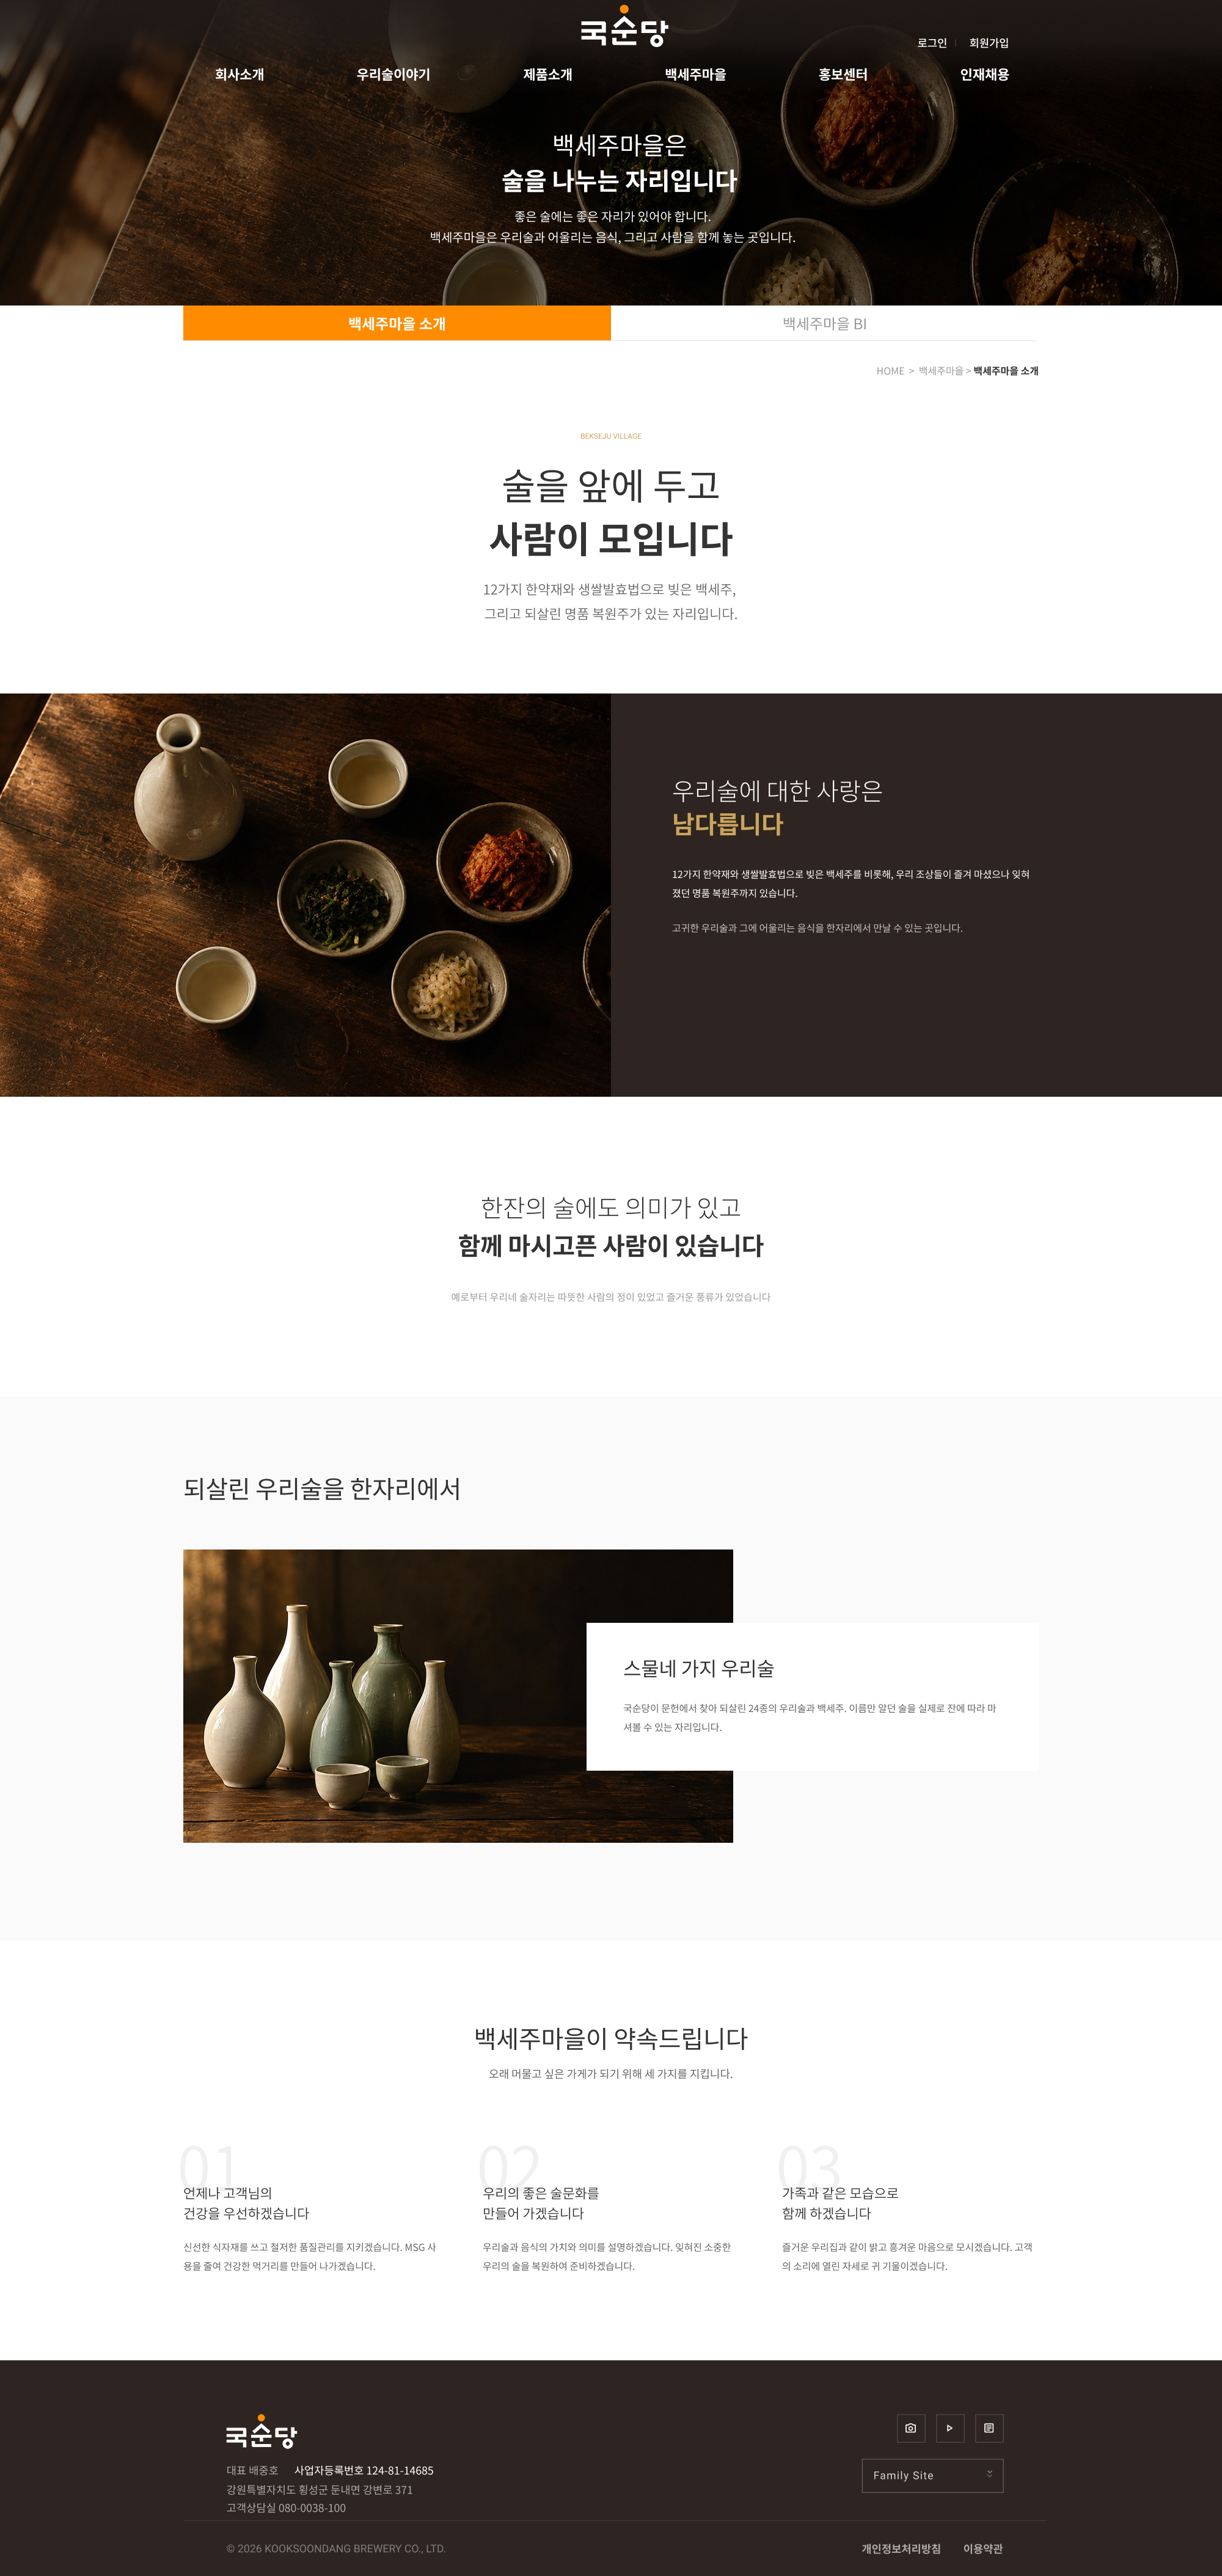 국순당
로그인 | 회원가입
회사소개 우리술이야기 제품소개 백세주마을 홍보센터 인재채용
백세주마을은
술을 나누는 자리입니다
좋은 술에는 좋은 자리가 있어야 합니다.
백세주마을은 우리술과 어울리는 음식, 그리고 사람을 함께 놓는 곳입니다.
백세주마을 소개 백세주마을 BI
HOME > 백세주마을 > 백세주마을 소개
BEKSEJU VILLAGE
술을 앞에 두고
사람이 모입니다
12가지 한약재와 생쌀발효법으로 빚은 백세주,
그리고 되살린 명품 복원주가 있는 자리입니다.
우리술에 대한 사랑은
남다릅니다
12가지 한약재와 생쌀발효법으로 빚은 백세주를 비롯해, 우리 조상들이 즐겨 마셨으나 잊혀
졌던 명품 복원주까지 있습니다.
고귀한 우리술과 그에 어울리는 음식을 한자리에서 만날 수 있는 곳입니다.
한잔의 술에도 의미가 있고
함께 마시고픈 사람이 있습니다
예로부터 우리네 술자리는 따뜻한 사람의 정이 있었고 즐거운 풍류가 있었습니다
되살린 우리술을 한자리에서
스물네 가지 우리술
국순당이 문헌에서 찾아 되살린 24종의 우리술과 백세주. 이름만 알던 술을 실제로 잔에 따라 마
셔볼 수 있는 자리입니다.
백세주마을이 약속드립니다
오래 머물고 싶은 가게가 되기 위해 세 가지를 지킵니다.
01
언제나 고객님의
건강을 우선하겠습니다
신선한 식자재를 쓰고 철저한 품질관리를 지키겠습니다. MSG 사
용을 줄여 건강한 먹거리를 만들어 나가겠습니다.
02
우리의 좋은 술문화를
만들어 가겠습니다
우리술과 음식의 가치와 의미를 설명하겠습니다. 잊혀진 소중한
우리의 술을 복원하여 준비하겠습니다.
03
가족과 같은 모습으로
함께 하겠습니다
즐거운 우리집과 같이 밝고 흥겨운 마음으로 모시겠습니다. 고객
의 소리에 열린 자세로 귀 기울이겠습니다.
국순당
대표 배중호 사업자등록번호 124-81-14685
강원특별자치도 횡성군 둔내면 강변로 371
고객상담실 080-0038-100
Family Site
© 2026 KOOKSOONDANG BREWERY CO., LTD.
개인정보처리방침 이용약관